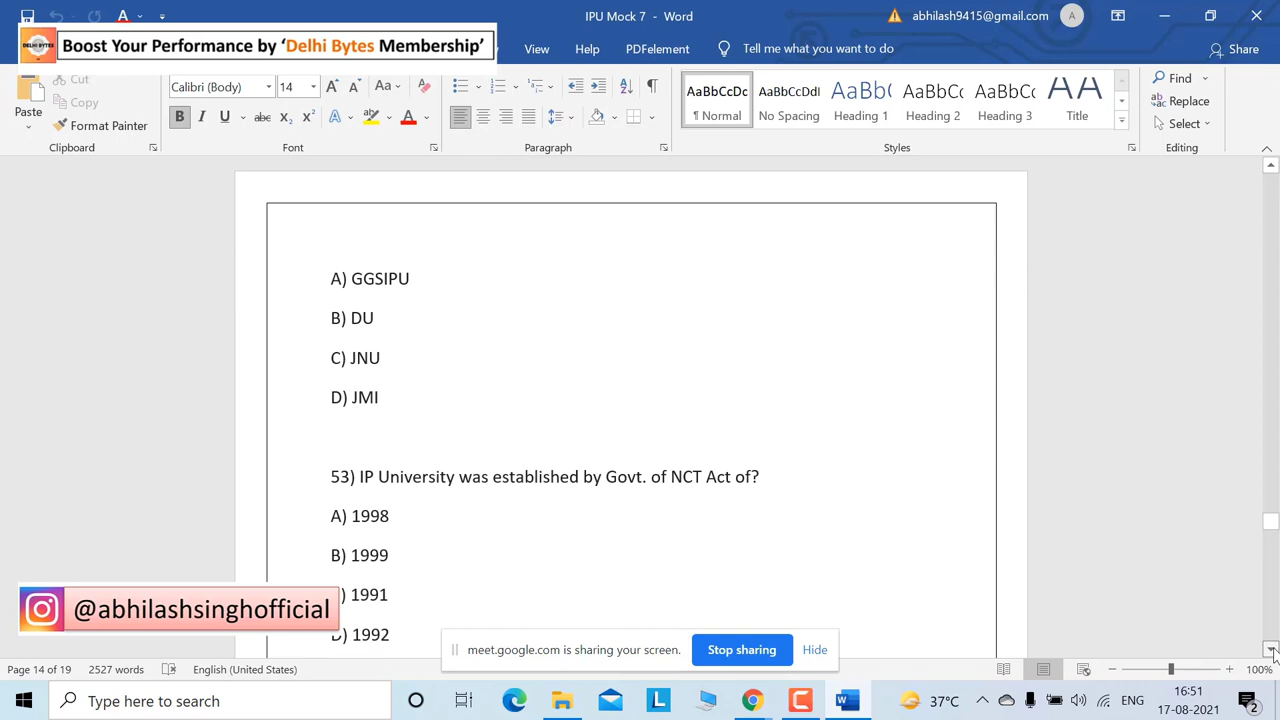 IPU Mock 7 - Word
abhilash9415@gmail.com
A
DELHI BYTES
Boost Your Performance by ‘Delhi Bytes Membership’
View
Help
PDFelement
Tell me what you want to do
Share
Cut
Copy
Paste
Format Painter
Calibri (Body)
14
AaBbCcDc
AaBbCcDdI
AaBbC
AaBbCc
AaBbCc
AA
¶ Normal
No Spacing
Heading 1
Heading 2
Heading 3
Title
Find
Replace
Select
Clipboard
Font
Paragraph
Styles
Editing
A) GGSIPU
B) DU
C) JNU
D) JMI
53) IP University was established by Govt. of NCT Act of?
A) 1998
B) 1999
) 1991
D) 1992
@abhilashsinghofficial
meet.google.com is sharing your screen.
Stop sharing
Hide
Page 14 of 19
2527 words
English (United States)
100%
Type here to search
37°C
ENG
16:51
17-08-2021
2